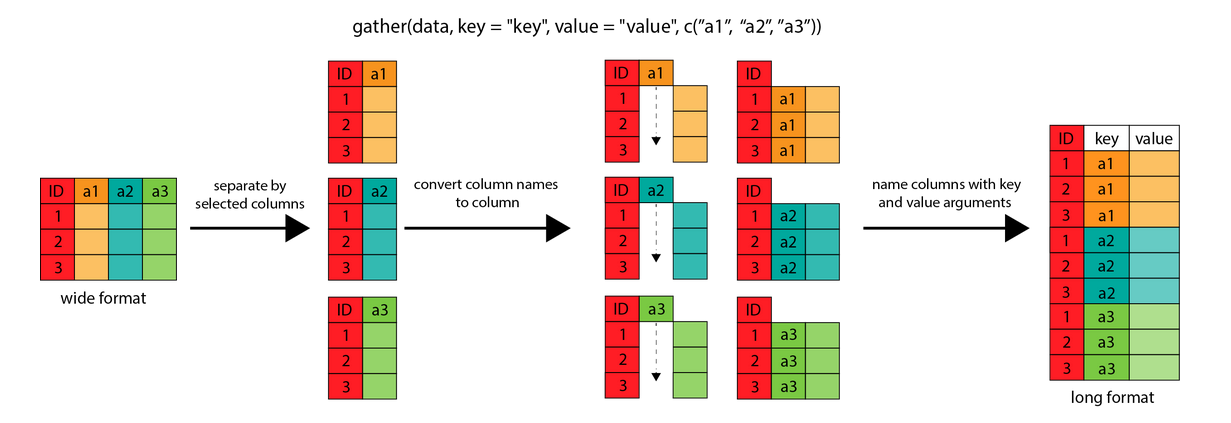 gather(data, key = "key", value = "value", c("a1", “a2”, “a3”))
ID a1 a2 a3
1
2
3
wide format
separate by
selected columns
ID a1
1
2
3
ID a2
1
2
3
ID a3
1
2
3
convert column names
to column
ID a1
1
2
3
ID a2
1
2
3
ID a3
1
2
3
ID
1 a1
2 a1
3 a1
ID
1 a2
2 a2
3 a2
ID
1 a3
2 a3
3 a3
name columns with key
and value arguments
ID key value
1 a1
2 a1
3 a1
1 a2
2 a2
3 a2
1 a3
2 a3
3 a3
long format